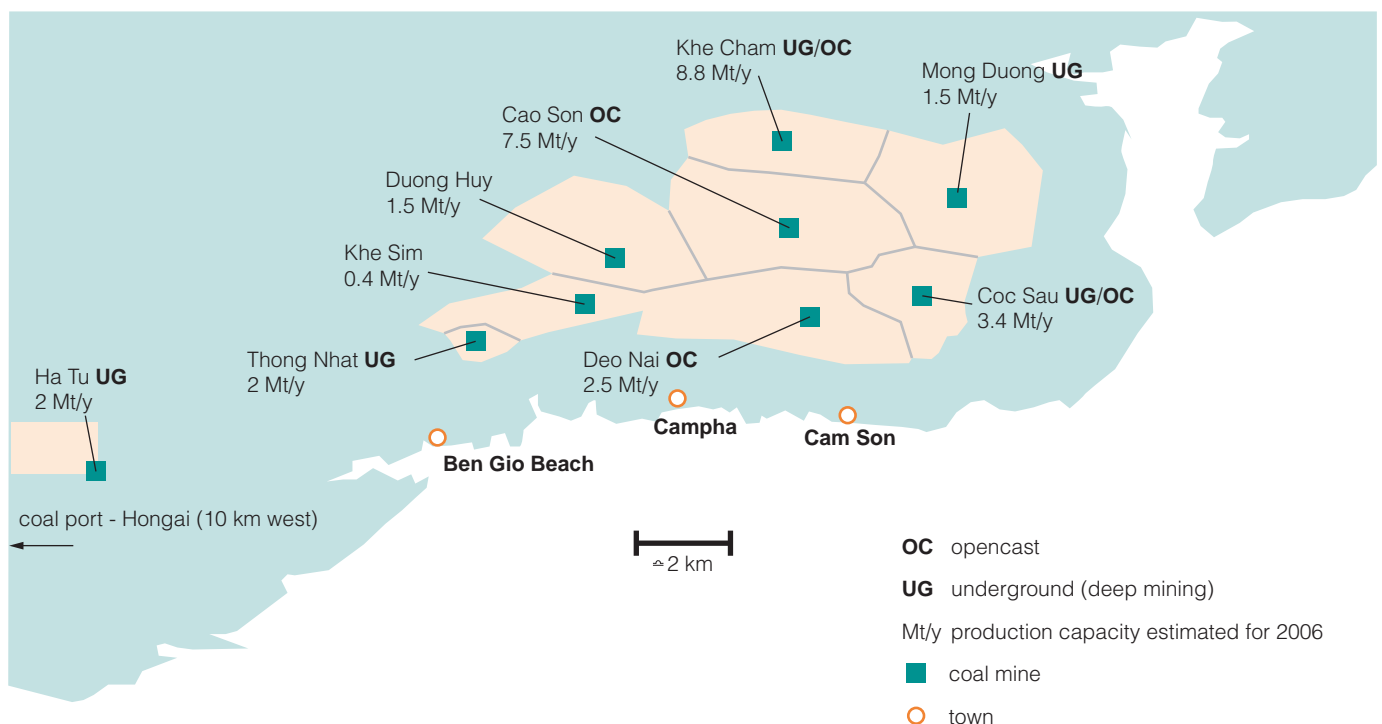 Khe Cham UG/OC
8.8 Mt/y
Mong Duong UG
1.5 Mt/y
Cao Son OC
7.5 Mt/y
Duong Huy
1.5 Mt/y
Khe Sim
0.4 Mt/y
Coc Sau UG/OC
3.4 Mt/y
Thong Nhat UG
2 Mt/y
Deo Nai OC
2.5 Mt/y
Ha Tu UG
2 Mt/y
Campha
Cam Son
Ben Gio Beach
coal port - Hongai (10 km west)
≏2 km
OC opencast
UG underground (deep mining)
Mt/y production capacity estimated for 2006
coal mine
town